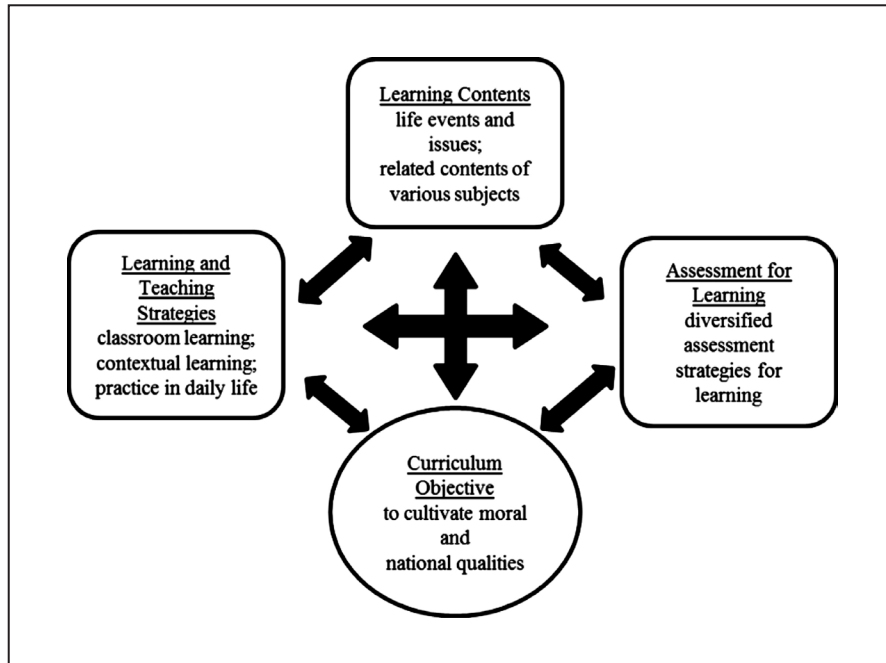 Learning Contents
life events and
issues;
related contents of
various subjects
Learning and
Teaching
Strategies
classroom learning;
contextual learning;
practice in daily life
Assessment for
Learning
diversified
assessment
strategies for
learning
Curriculum
Objective
to cultivate moral
and
national qualities